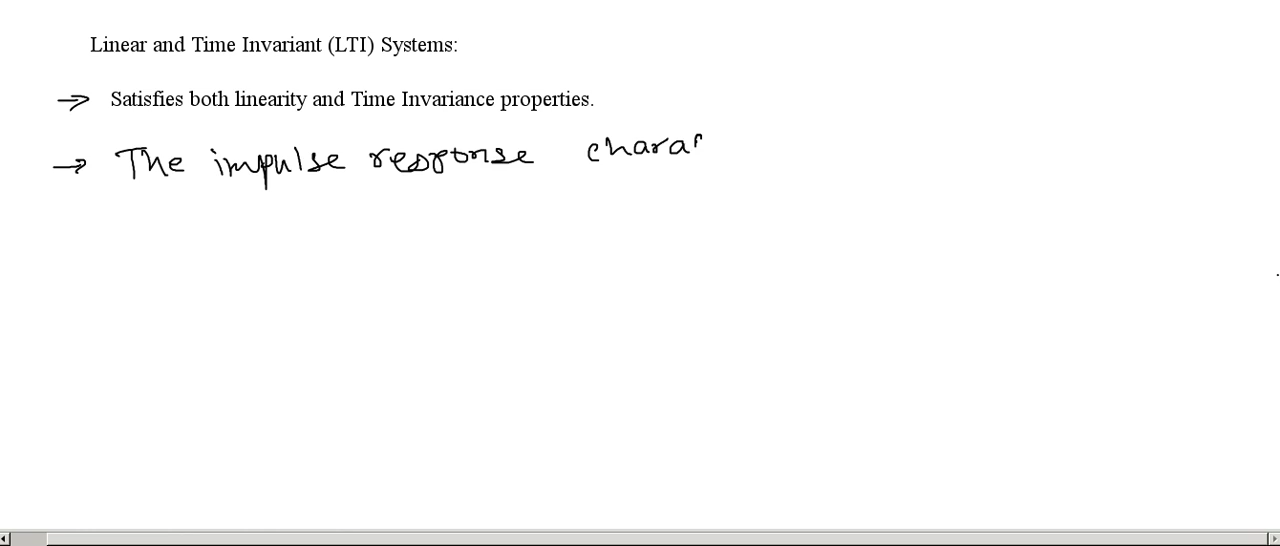 Linear and Time Invariant (LTI) Systems:
→ Satisfies both linearity and Time Invariance properties.
→ The impulse response